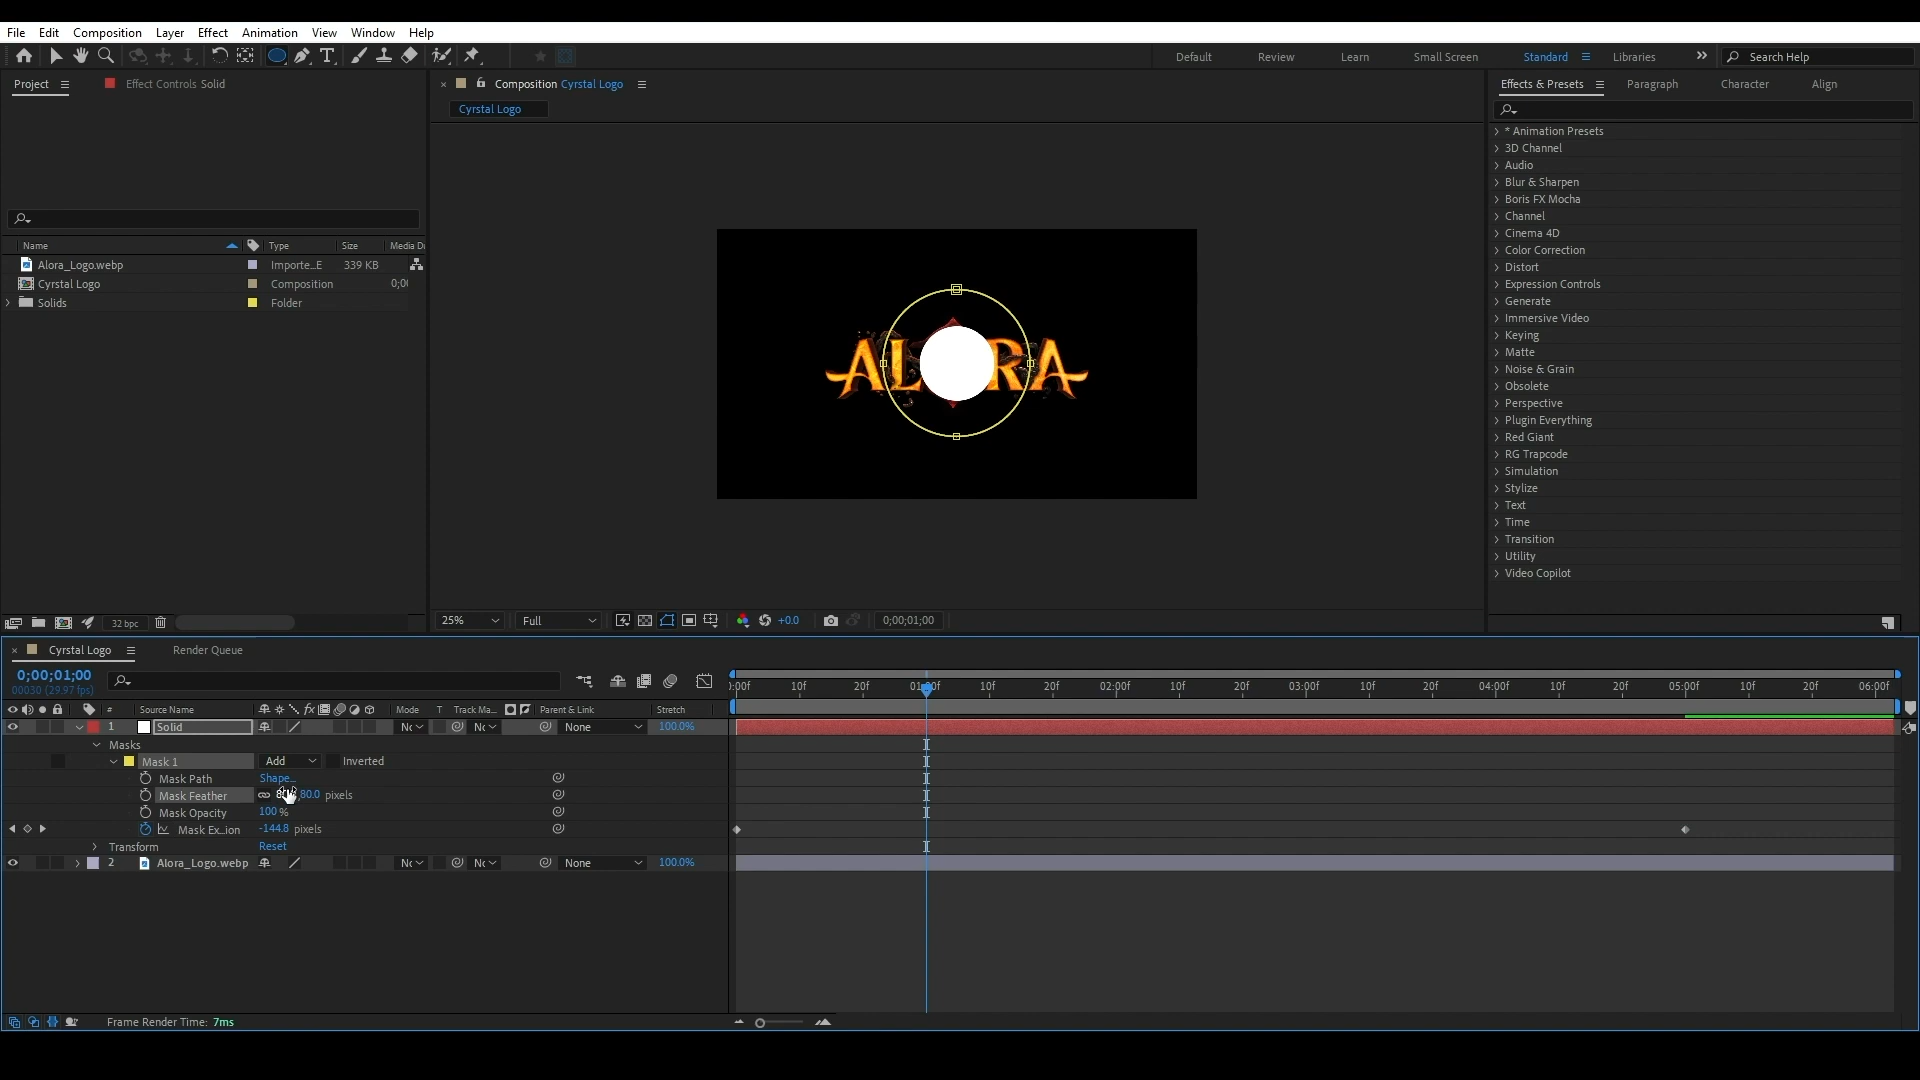 File Edit Composition Layer Effect Animation View Window Help
Default Review Learn Small Screen Standard Libraries Search Help
Project Effect Controls Solid
Composition Cyrstal Logo
Cyrstal Logo
Effects & Presets Paragraph Character Align
* Animation Presets
3D Channel
Audio
Blur & Sharpen
Boris FX Mocha
Channel
Cinema 4D
Color Correction
Distort
Expression Controls
Generate
Immersive Video
Keying
Matte
Noise & Grain
Obsolete
Perspective
Plugin Everything
Red Giant
RG Trapcode
Simulation
Stylize
Text
Time
Transition
Utility
Video Copilot
Name Type Size Media Du
Alora_Logo.webp Importe...E 339 KB
Cyrstal Logo Composition 0;00
Solids Folder
AL RA
32 bpc
25% Full +0.0 0;00;01;00
Cyrstal Logo Render Queue
0;00;01;00
00030 (29.97 fps)
# Source Name Mode T Track Ma... Parent & Link Stretch
):00f 10f 20f 01:00f 10f 20f 02:00f 10f 20f 03:00f 10f 20f 04:00f 10f 20f 05:00f 10f 20f 06:00f
1 Solid Nc Nc None 100.0%
Masks
Mask 1 Add Inverted
Mask Path Shape...
Mask Feather 80.0 pixels
Mask Opacity 100 %
Mask Ex...ion -144.8 pixels
Transform Reset
2 Alora_Logo.webp Nc Nc None 100.0%
Frame Render Time: 7ms